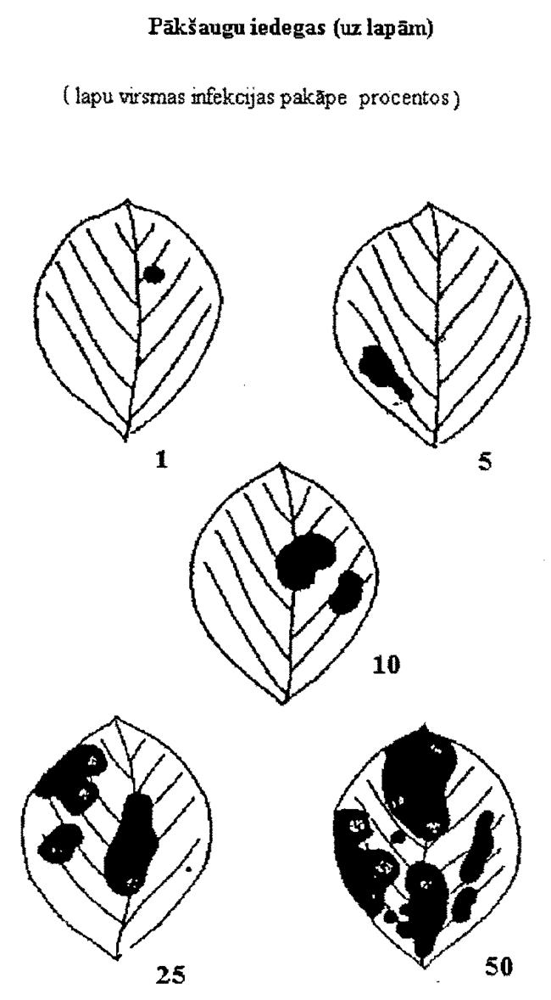 Pākšaugu iedegas (uz lapām)
( lapu virsmas infekcijas pakāpe procentos )
1
5
10
25
50